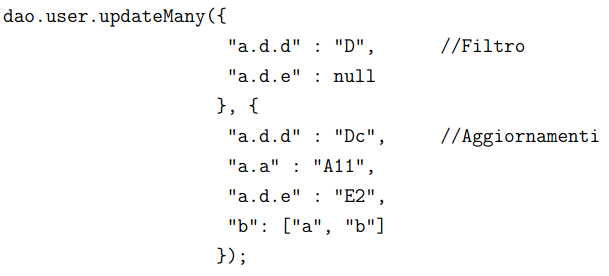 dao.user.updateMany({
"a.d.d" : "D", //Filtro
"a.d.e" : null
}, {
"a.d.d" : "Dc", //Aggiornamenti
"a.a" : "A11",
"a.d.e" : "E2",
"b": ["a", "b"]
});